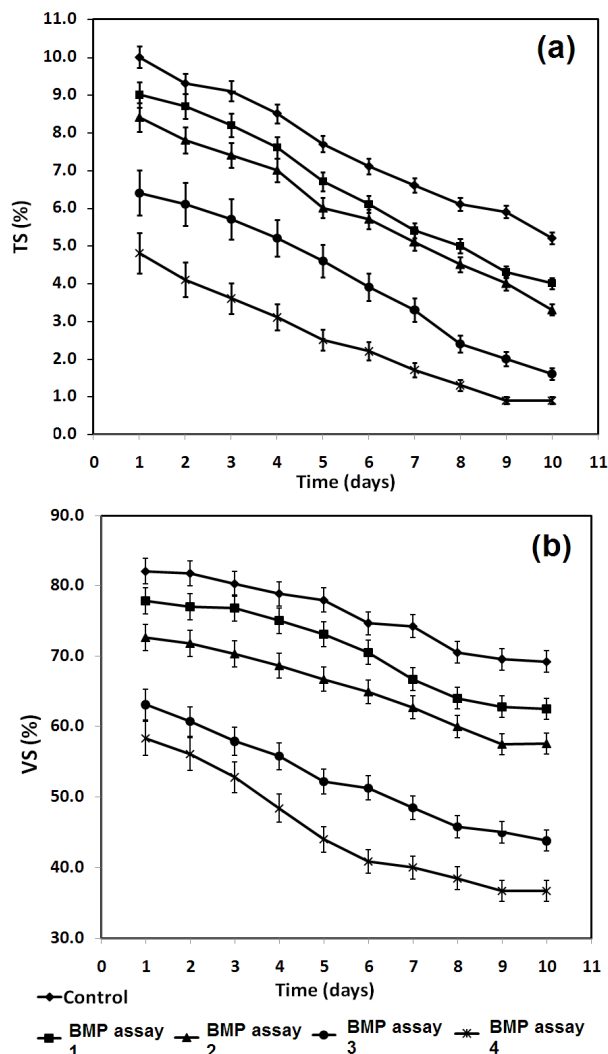 11.0
(a)
10.0
9.0
8.0
7.0
6.0
5.0
4.0
3.0
2.0
1.0
0.0
TS (%)
0 1 2 3 4 5 6 7 8 9 10 11
Time (days)
90.0
(b)
80.0
70.0
60.0
50.0
40.0
30.0
VS (%)
0 1 2 3 4 5 6 7 8 9 10 11
Time (days)
Control
BMP assay 1
BMP assay 2
BMP assay 3
BMP assay 4